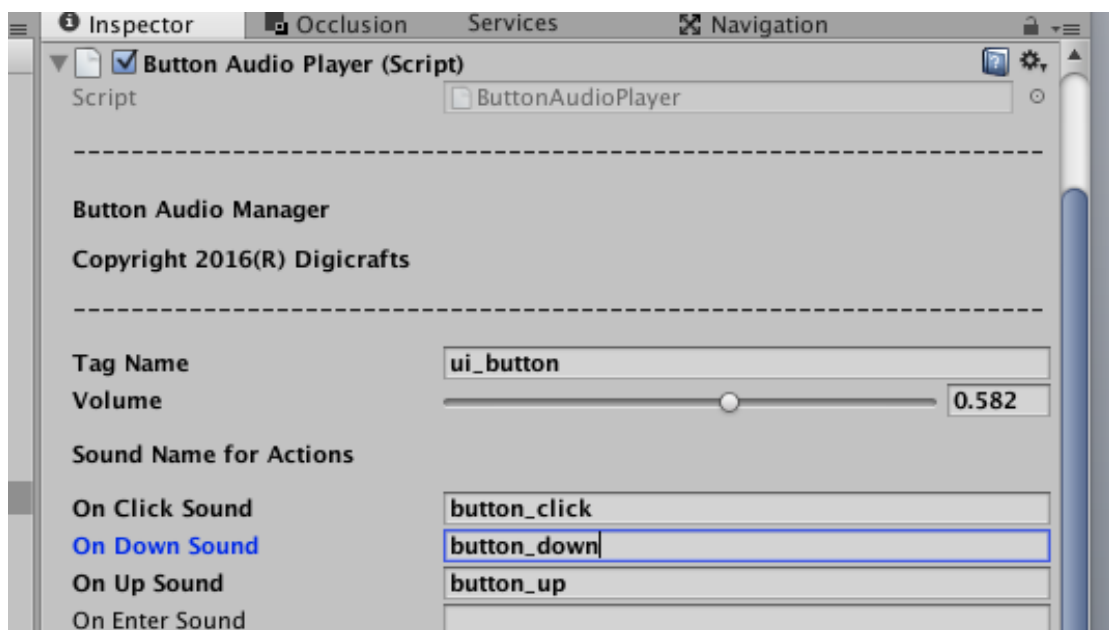 Inspector Occlusion Services Navigation
Button Audio Player (Script)
Script ButtonAudioPlayer
Button Audio Manager
Copyright 2016(R) Digicrafts
Tag Name ui_button
Volume 0.582
Sound Name for Actions
On Click Sound button_click
On Down Sound button_down
On Up Sound button_up
On Enter Sound